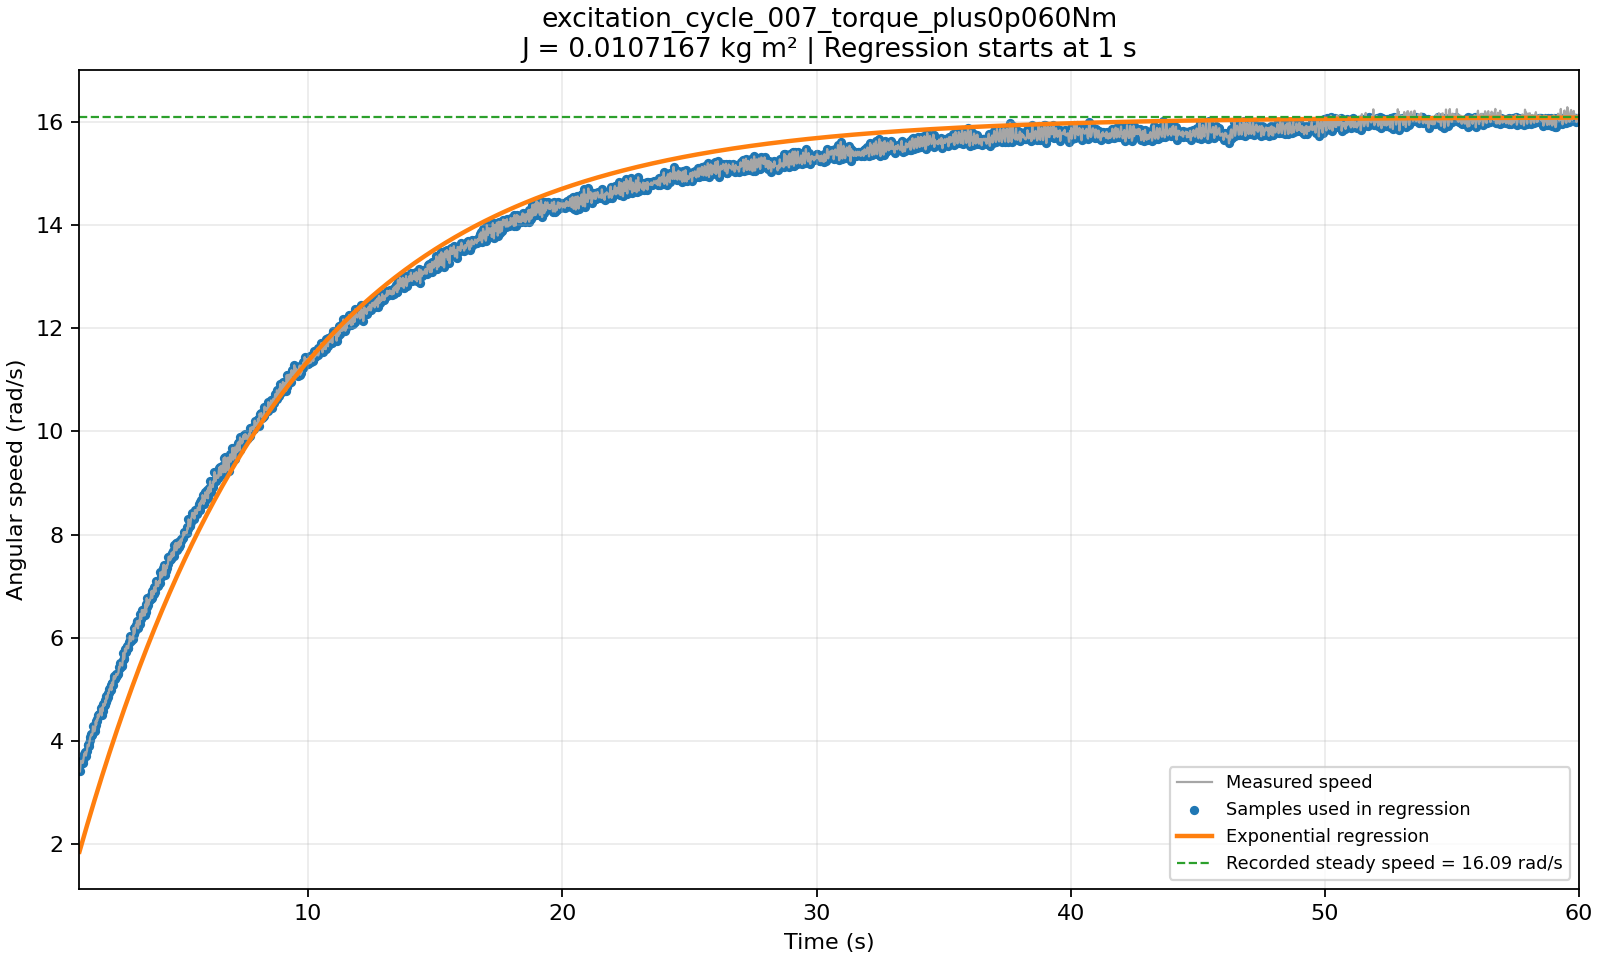 excitation_cycle_007_torque_plus0p060Nm
J = 0.0107167 kg m² | Regression starts at 1 s
Angular speed (rad/s)
16
14
12
10
8
6
4
2
Measured speed
Samples used in regression
Exponential regression
Recorded steady speed = 16.09 rad/s
10 20 30 40 50 60
Time (s)